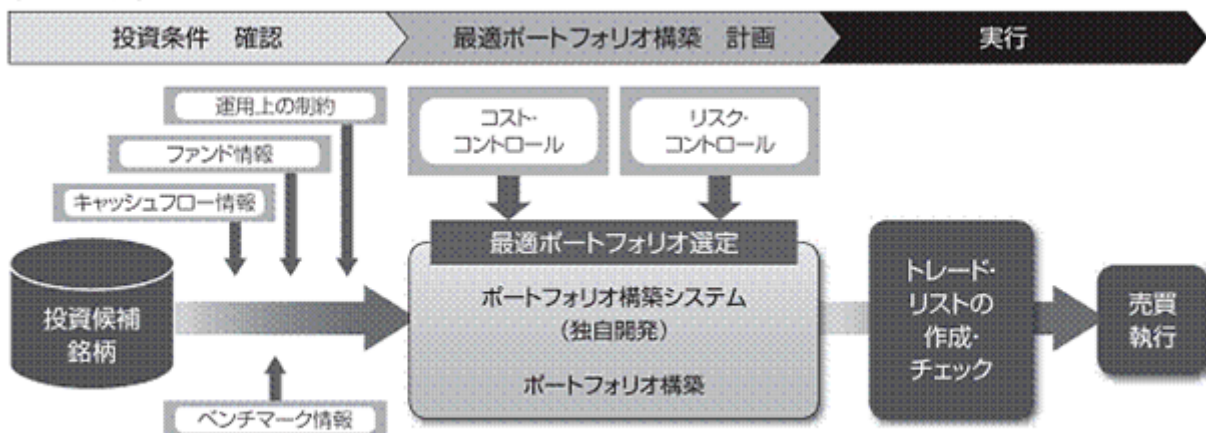 投資条件 確認
最適ポートフォリオ構築 計画
実行
運用上の制約
ファンド情報
キャッシュフロー情報
コスト・
コントロール
リスク・
コントロール
投資候補
銘柄
最適ポートフォリオ選定
ポートフォリオ構築システム
(独自開発)
ポートフォリオ構築
ベンチマーク情報
トレード・
リストの
作成・
チェック
売買
執行